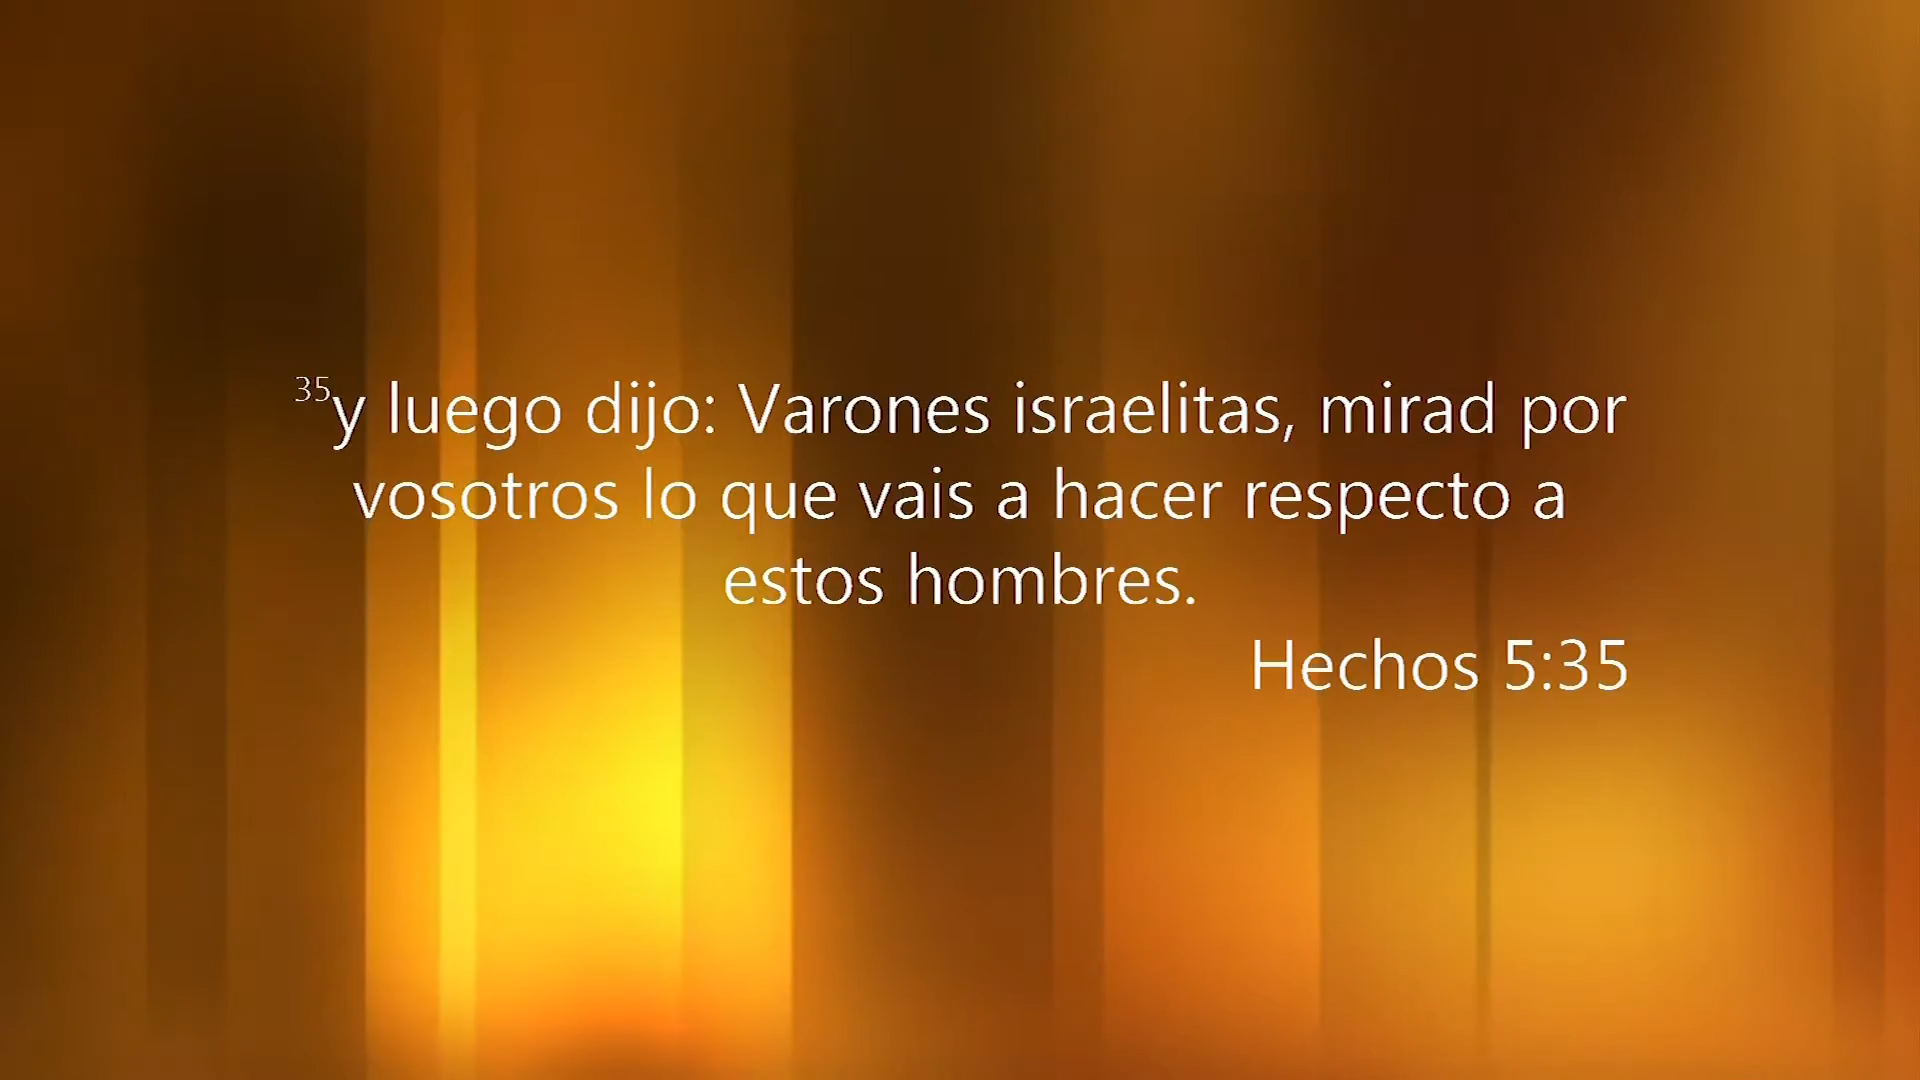 35y luego dijo: Varones israelitas, mirad por
vosotros lo que vais a hacer respecto a
estos hombres.
Hechos 5:35